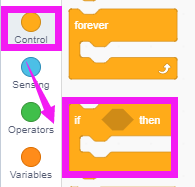 Control
Sensing
Operators
Variables
forever
if then